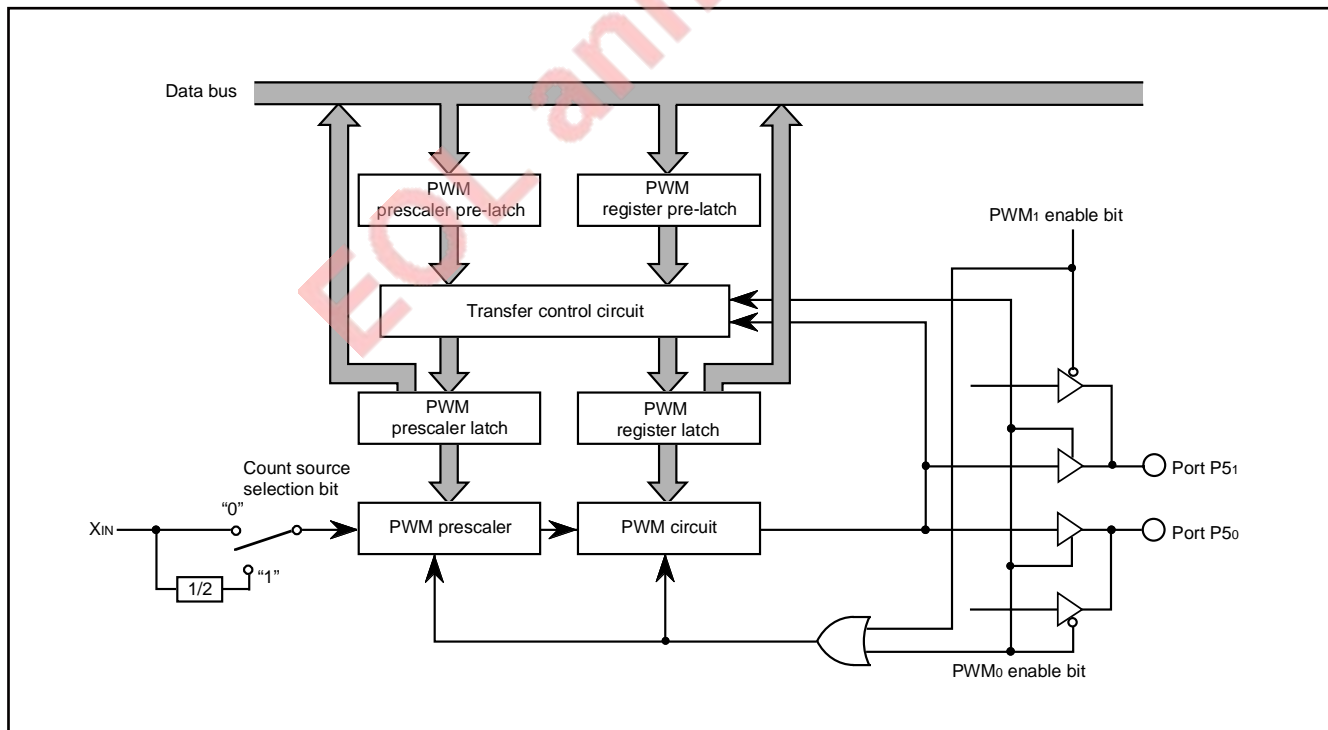 EOL ann
Data bus
PWM
prescaler pre-latch
PWM
register pre-latch
PWM1 enable bit
Transfer control circuit
PWM
prescaler latch
PWM
register latch
Count source
selection bit
"0"
XIN
PWM prescaler
PWM circuit
Port P51
Port P50
1/2
"1"
PWM0 enable bit